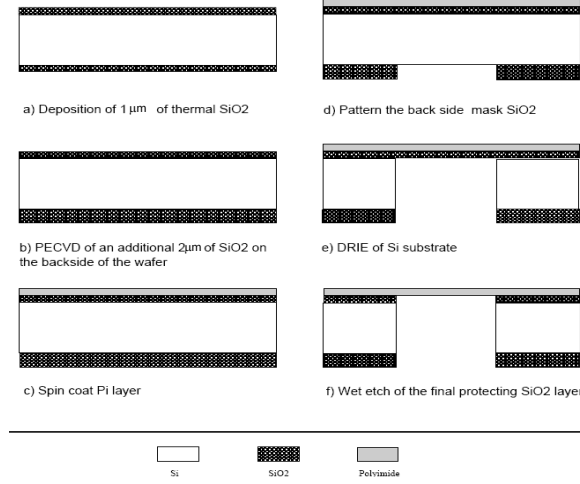 a) Deposition of 1μm of thermal SiO2
b) PECVD of an additional 2μm of SiO2 on
the backside of the wafer
c) Spin coat Pi layer
d) Pattern the back side mask SiO2
e) DRIE of Si substrate
f) Wet etch of the final protecting SiO2 layer
Si
SiO2
Polyimide